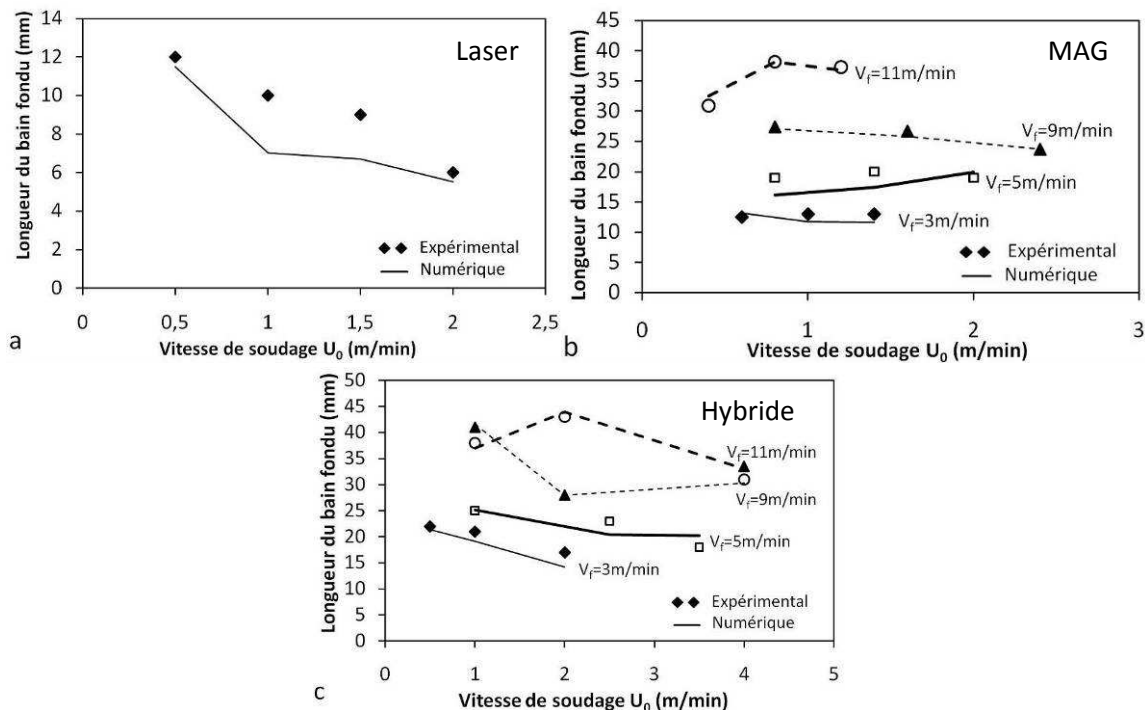 Laser
Longueur du bain fondu (mm)
14
12
10
8
6
4
2
0
Expérimental
Numérique
0 0,5 1 1,5 2 2,5
Vitesse de soudage U₀ (m/min)
a
MAG
Longueur du bain fondu (mm)
45
40
35
30
25
20
15
10
5
0
V_f=11m/min
V_f=9m/min
V_f=5m/min
V_f=3m/min
Expérimental
Numérique
0 1 2 3
Vitesse de soudage U₀ (m/min)
b
Hybride
Longueur du bain fondu (mm)
50
45
40
35
30
25
20
15
10
5
0
V_f=11m/min
V_f=9m/min
V_f=5m/min
V_f=3m/min
Expérimental
Numérique
0 1 2 3 4 5
Vitesse de soudage U₀ (m/min)
c